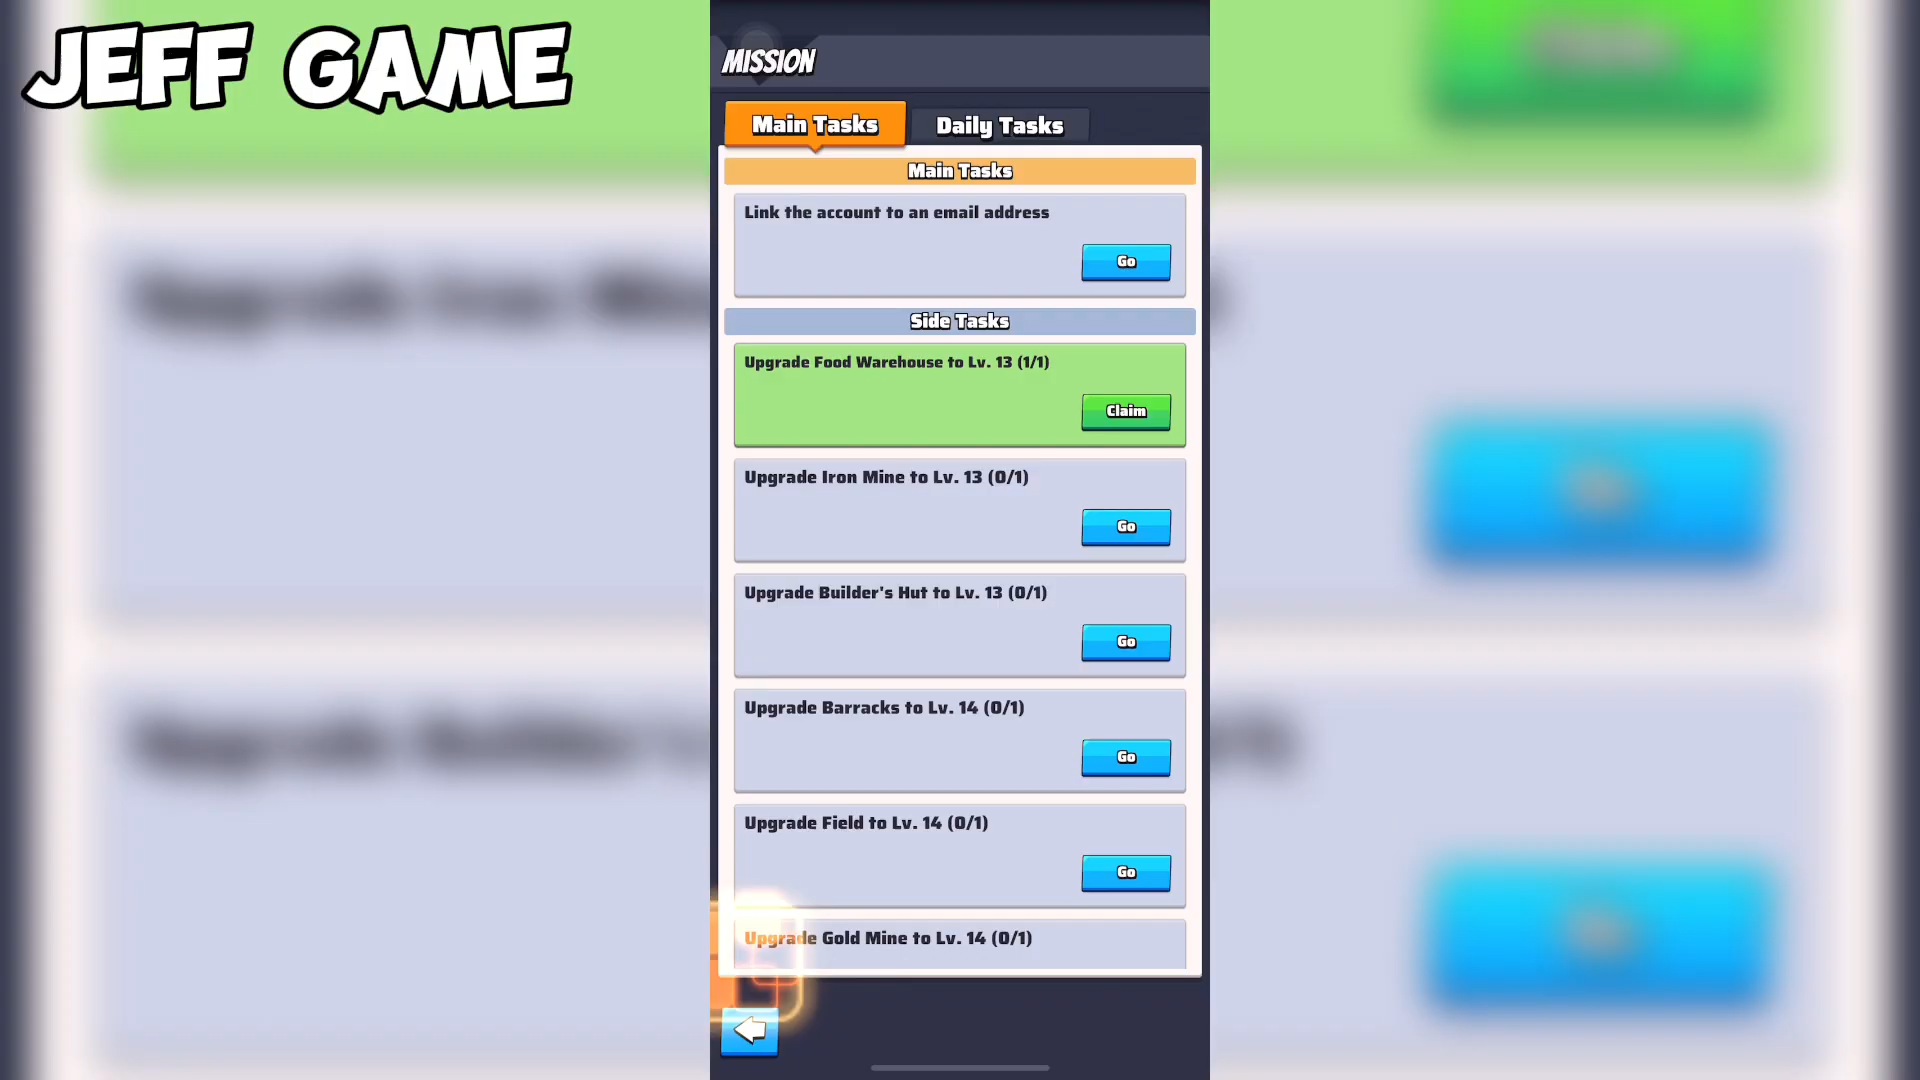 JEFF GAME
MISSION
Main Tasks
Daily Tasks
Main Tasks
Link the account to an email address
Go
Side Tasks
Upgrade Food Warehouse to Lv. 13 (1/1)
Claim
Upgrade Iron Mine to Lv. 13 (0/1)
Go
Upgrade Builder's Hut to Lv. 13 (0/1)
Go
Upgrade Barracks to Lv. 14 (0/1)
Go
Upgrade Field to Lv. 14 (0/1)
Go
Upgrade Gold Mine to Lv. 14 (0/1)